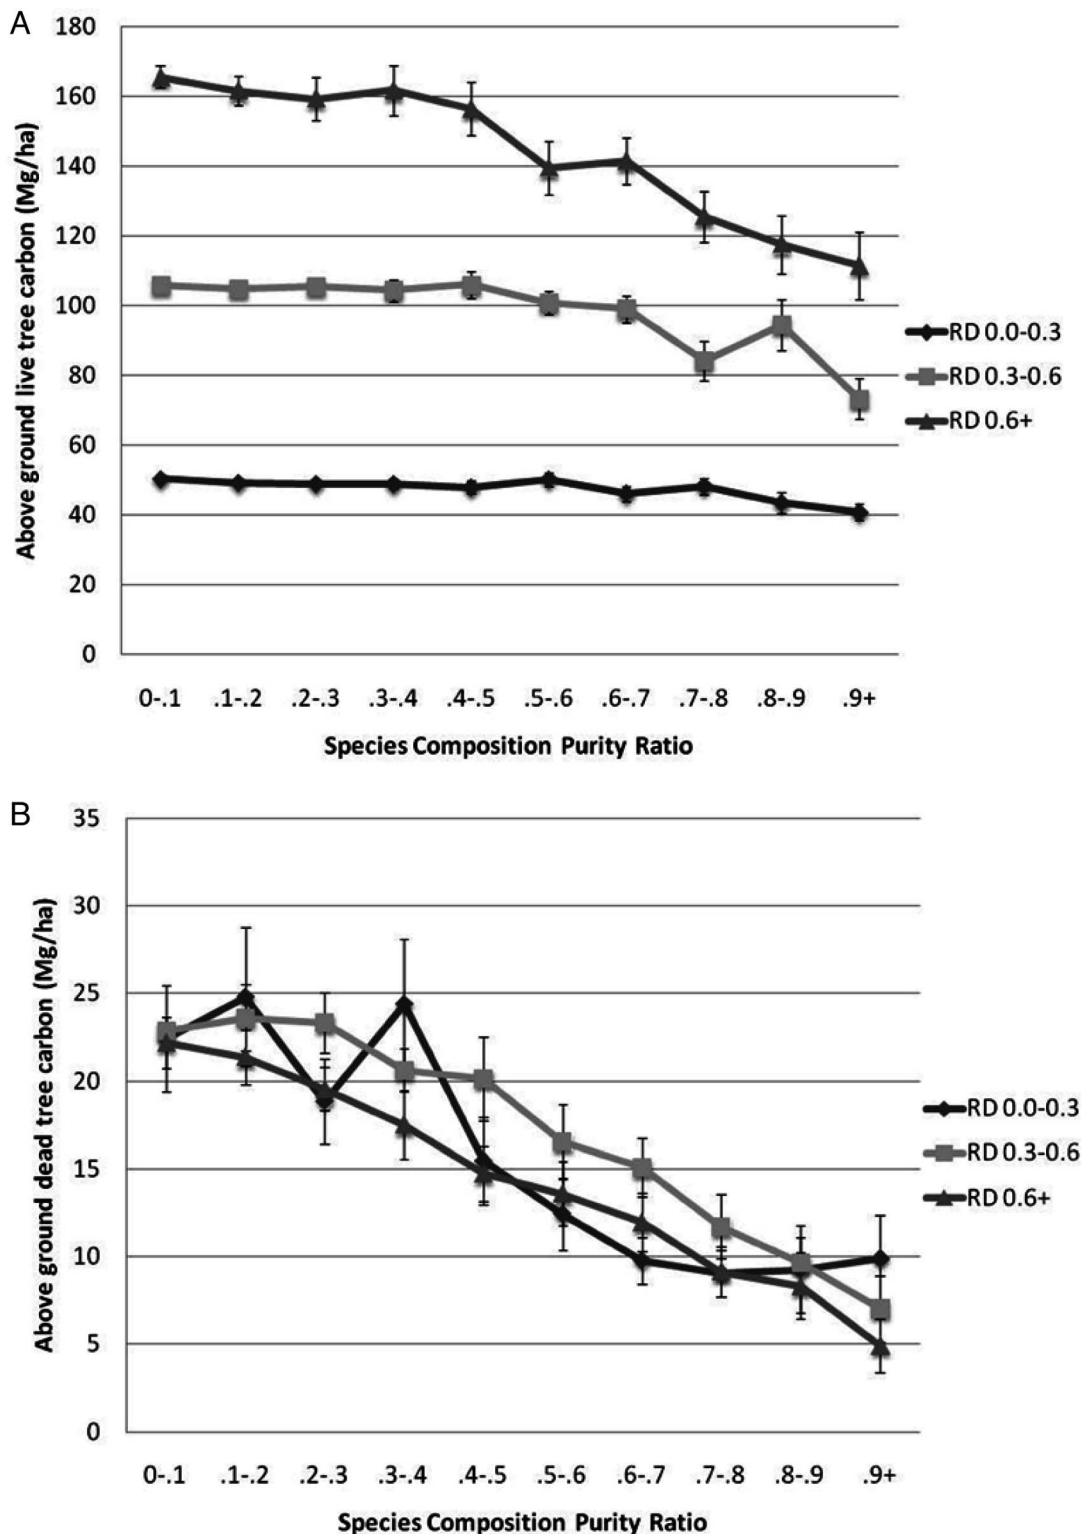 A
180
160
140
120
100
80
60
40
20
0
Above ground live tree carbon (Mg/ha)
0-.1 .1-.2 .2-.3 .3-.4 .4-.5 .5-.6 .6-.7 .7-.8 .8-.9 .9+
Species Composition Purity Ratio
RD 0.0-0.3
RD 0.3-0.6
RD 0.6+
B
35
30
25
20
15
10
5
0
Above ground dead tree carbon (Mg/ha)
0-.1 .1-.2 .2-.3 .3-.4 .4-.5 .5-.6 .6-.7 .7-.8 .8-.9 .9+
Species Composition Purity Ratio
RD 0.0-0.3
RD 0.3-0.6
RD 0.6+